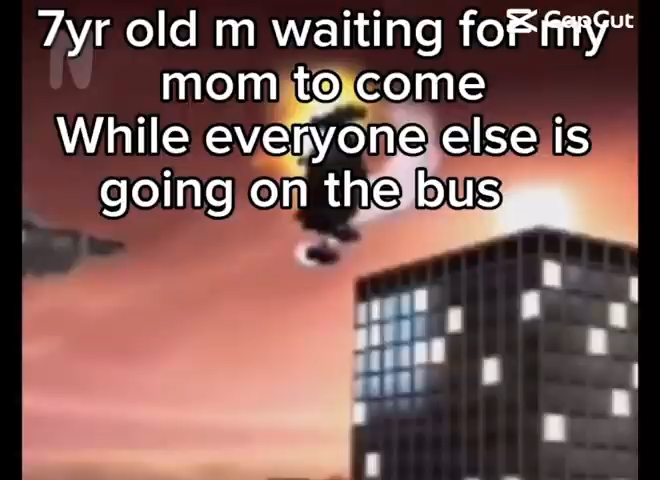 7yr old m waiting for my
mom to come
While everyone else is
going on the bus
CapCut
N